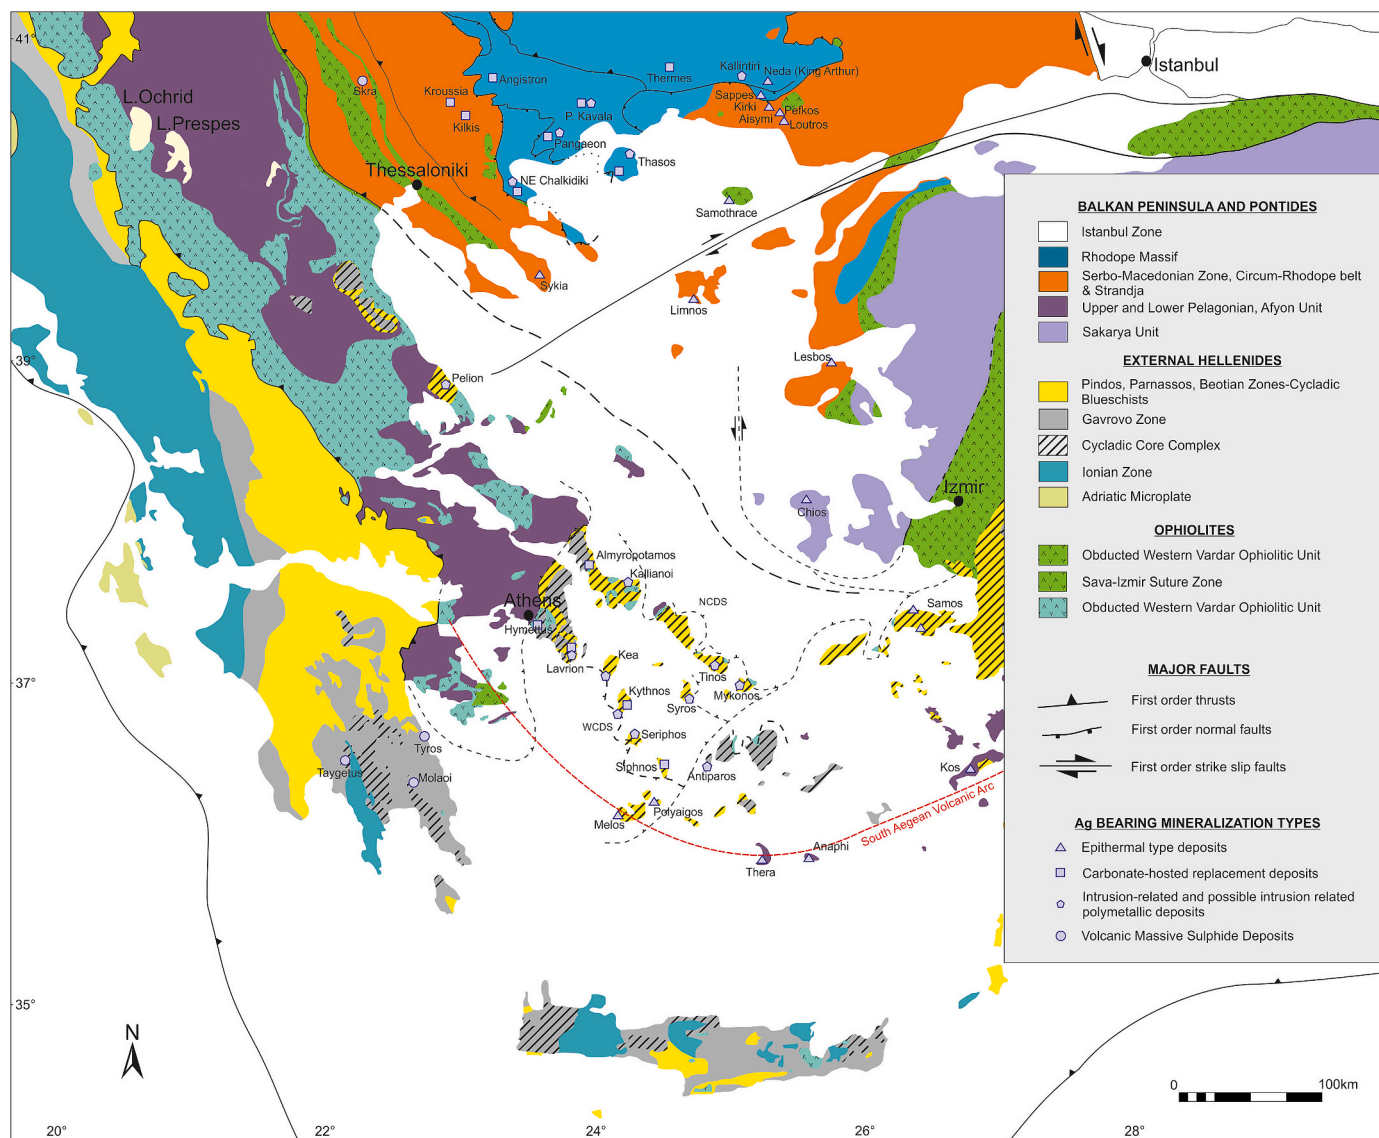 41°
39°
37°
35°
20°
22°
24°
26°
28°
L.Ochrid
L.Prespes
Skra
Kroussia
Kilkis
Angistron
Thermes
Kallintiri
Neda (King Arthur)
Sappes
Kirki
Aisymi
Pefkos
Loutros
P. Kavala
Pangaeon
Thasos
NE Chalkidiki
Thessaloniki
Istanbul
Samothrace
Sykia
Limnos
Lesbos
Pelion
Chios
Izmir
Almyropotamos
Kallianoi
Athens
Hymettus
NCDS
Samos
Lavrion
Kea
Tinos
Mykonos
Kythnos
Syros
WCDS
Seriphos
Tyros
Taygetus
Molaoi
Siphnos
Antiparos
Kos
Melos
Polyaigos
South Aegean Volcanic Arc
Thera
Anaphi
N
0 100km
BALKAN PENINSULA AND PONTIDES
Istanbul Zone
Rhodope Massif
Serbo-Macedonian Zone, Circum-Rhodope belt
& Strandja
Upper and Lower Pelagonian, Afyon Unit
Sakarya Unit
EXTERNAL HELLENIDES
Pindos, Parnassos, Beotian Zones-Cycladic
Blueschists
Gavrovo Zone
Cycladic Core Complex
Ionian Zone
Adriatic Microplate
OPHIOLITES
Obducted Western Vardar Ophiolitic Unit
Sava-Izmir Suture Zone
Obducted Western Vardar Ophiolitic Unit
MAJOR FAULTS
First order thrusts
First order normal faults
First order strike slip faults
Ag BEARING MINERALIZATION TYPES
Epithermal type deposits
Carbonate-hosted replacement deposits
Intrusion-related and possible intrusion related
polymetallic deposits
Volcanic Massive Sulphide Deposits